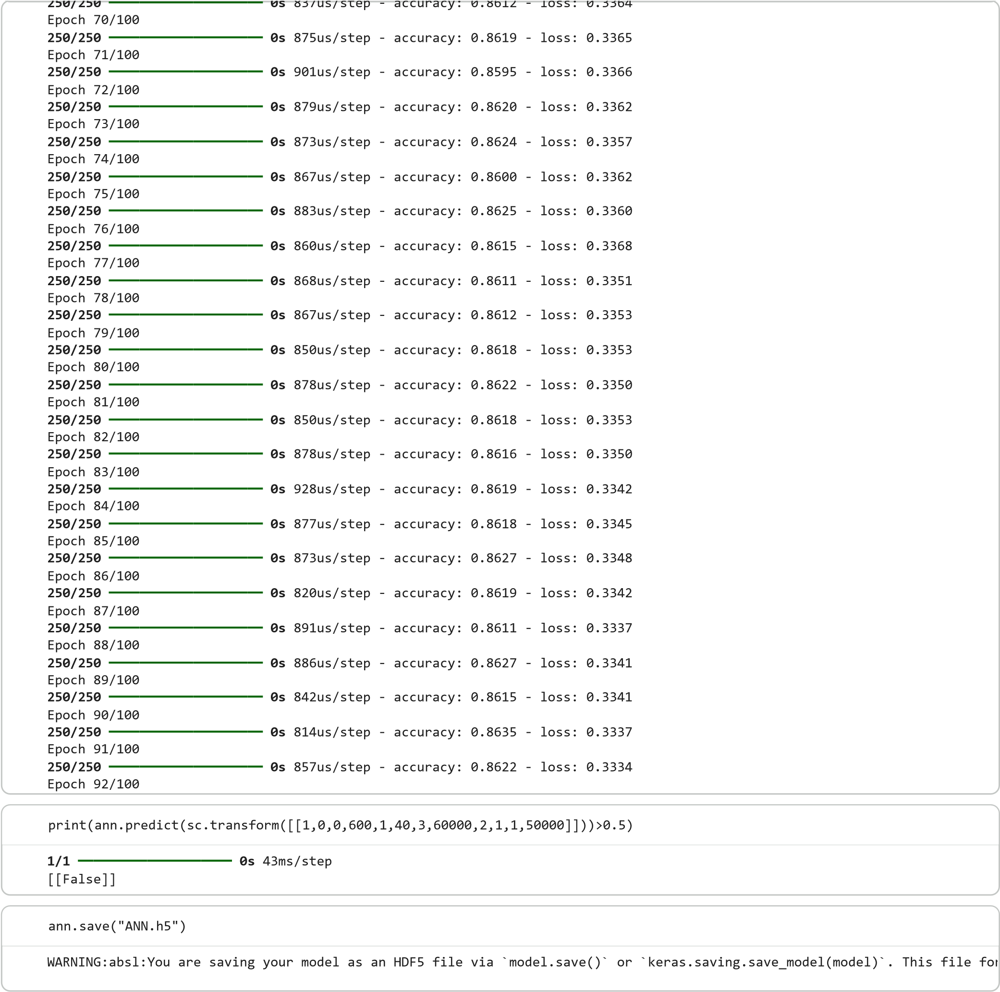 250/250 0s 837us/step - accuracy: 0.8612 - loss: 0.3364
Epoch 70/100
250/250 0s 875us/step - accuracy: 0.8619 - loss: 0.3365
Epoch 71/100
250/250 0s 901us/step - accuracy: 0.8595 - loss: 0.3366
Epoch 72/100
250/250 0s 879us/step - accuracy: 0.8620 - loss: 0.3362
Epoch 73/100
250/250 0s 873us/step - accuracy: 0.8624 - loss: 0.3357
Epoch 74/100
250/250 0s 867us/step - accuracy: 0.8600 - loss: 0.3362
Epoch 75/100
250/250 0s 883us/step - accuracy: 0.8625 - loss: 0.3360
Epoch 76/100
250/250 0s 860us/step - accuracy: 0.8615 - loss: 0.3368
Epoch 77/100
250/250 0s 868us/step - accuracy: 0.8611 - loss: 0.3351
Epoch 78/100
250/250 0s 867us/step - accuracy: 0.8612 - loss: 0.3353
Epoch 79/100
250/250 0s 850us/step - accuracy: 0.8618 - loss: 0.3353
Epoch 80/100
250/250 0s 878us/step - accuracy: 0.8622 - loss: 0.3350
Epoch 81/100
250/250 0s 850us/step - accuracy: 0.8618 - loss: 0.3353
Epoch 82/100
250/250 0s 878us/step - accuracy: 0.8616 - loss: 0.3350
Epoch 83/100
250/250 0s 928us/step - accuracy: 0.8619 - loss: 0.3342
Epoch 84/100
250/250 0s 877us/step - accuracy: 0.8618 - loss: 0.3345
Epoch 85/100
250/250 0s 873us/step - accuracy: 0.8627 - loss: 0.3348
Epoch 86/100
250/250 0s 820us/step - accuracy: 0.8619 - loss: 0.3342
Epoch 87/100
250/250 0s 891us/step - accuracy: 0.8611 - loss: 0.3337
Epoch 88/100
250/250 0s 886us/step - accuracy: 0.8627 - loss: 0.3341
Epoch 89/100
250/250 0s 842us/step - accuracy: 0.8615 - loss: 0.3341
Epoch 90/100
250/250 0s 814us/step - accuracy: 0.8635 - loss: 0.3337
Epoch 91/100
250/250 0s 857us/step - accuracy: 0.8622 - loss: 0.3334
Epoch 92/100
print(ann.predict(sc.transform([[1,0,0,600,1,40,3,60000,2,1,1,50000]]))>0.5)
1/1 0s 43ms/step
[[False]]
ann.save("ANN.h5")
WARNING:absl:You are saving your model as an HDF5 file via `model.save()` or `keras.saving.save_model(model)`. This file